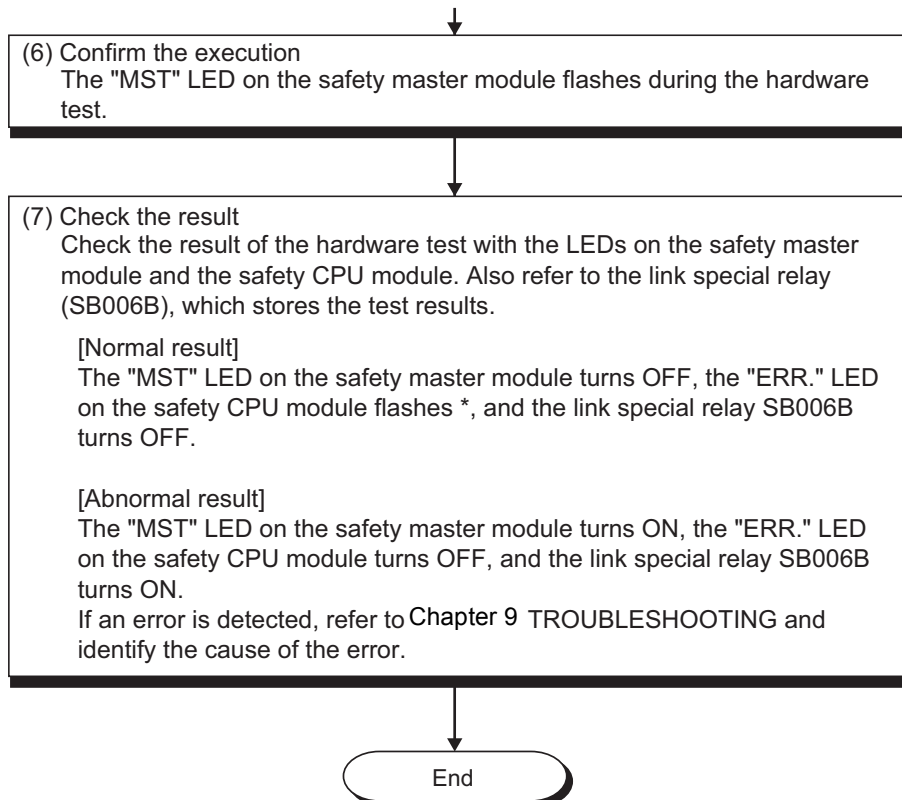 (6) Confirm the execution
The "MST" LED on the safety master module flashes during the hardware
test.
(7) Check the result
Check the result of the hardware test with the LEDs on the safety master
module and the safety CPU module. Also refer to the link special relay
(SB006B), which stores the test results.
[Normal result]
The "MST" LED on the safety master module turns OFF, the "ERR." LED
on the safety CPU module flashes *, and the link special relay SB006B
turns OFF.
[Abnormal result]
The "MST" LED on the safety master module turns ON, the "ERR." LED
on the safety CPU module turns OFF, and the link special relay SB006B
turns ON.
If an error is detected, refer to Chapter 9 TROUBLESHOOTING and
identify the cause of the error.
End